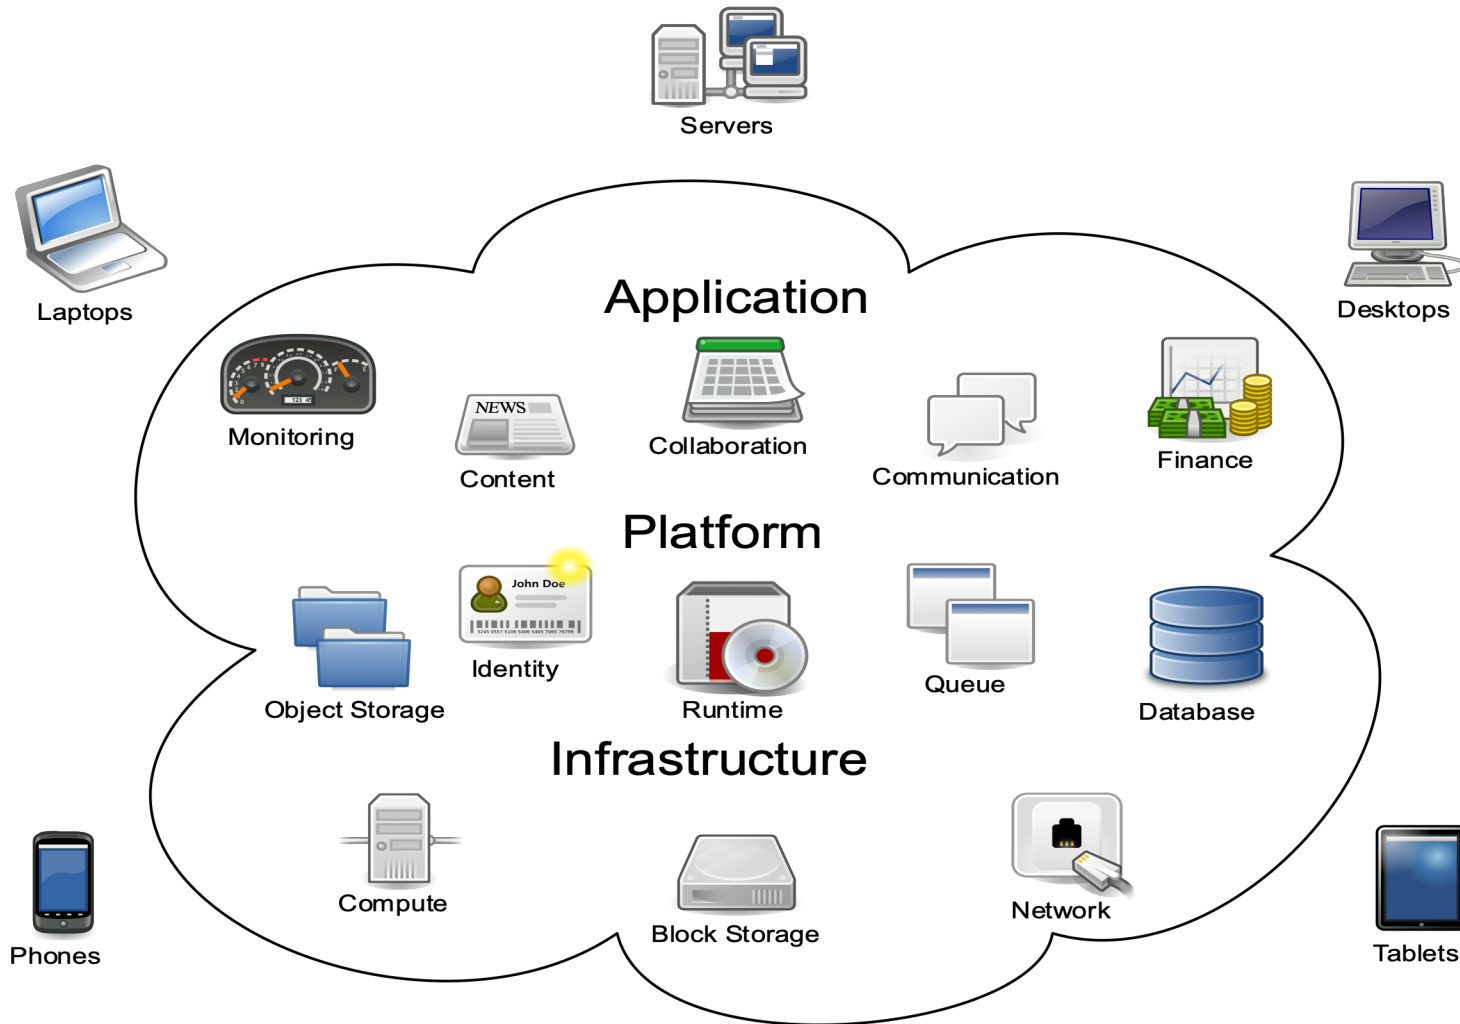 Servers
Laptops
Desktops
Application
Monitoring
NEWS
Content
Collaboration
Communication
Finance
Platform
John Doe
Identity
Object Storage
Runtime
Queue
Database
Infrastructure
Compute
Block Storage
Network
Phones
Tablets